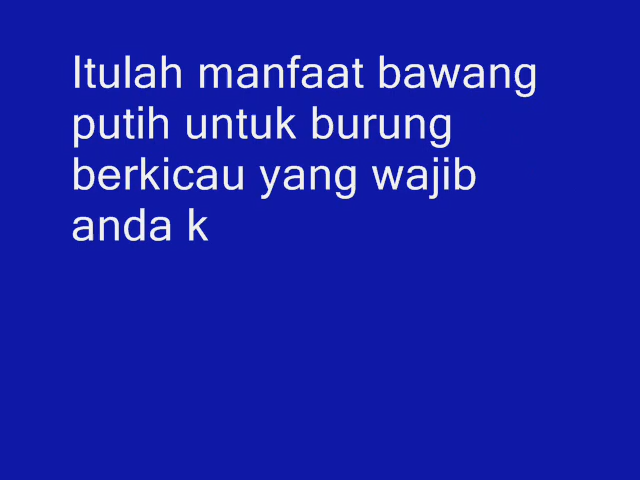 Itulah manfaat bawang
putih untuk burung
berkicau yang wajib
anda k